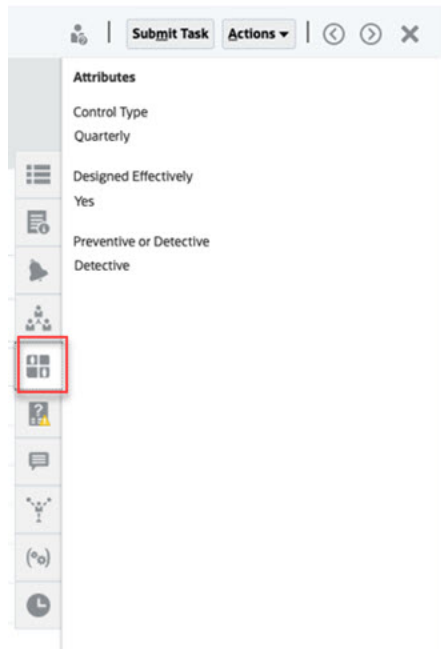 Submit Task Actions
Attributes
Control Type
Quarterly
Designed Effectively
Yes
Preventive or Detective
Detective